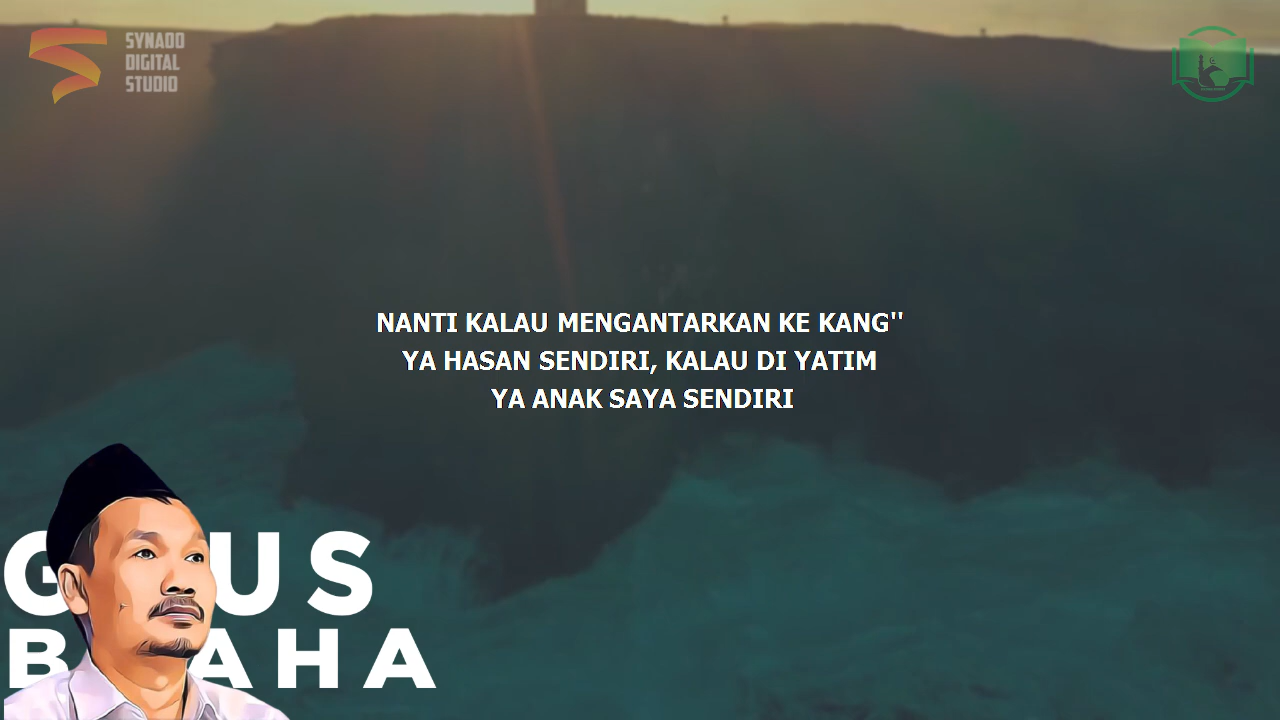 SYNADO
DIGITAL
STUDIO
NANTI KALAU MENGANTARKAN KE KANG"
YA HASAN SENDIRI, KALAU DI YATIM
YA ANAK SAYA SENDIRI
GUS
BAHA